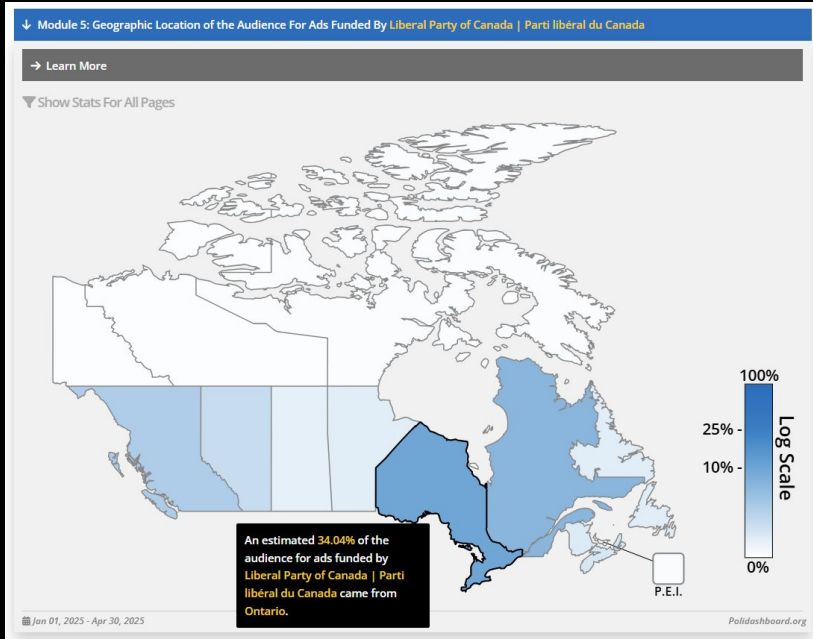 Module 5: Geographic Location of the Audience For Ads Funded By Liberal Party of Canada | Parti libéral du Canada
Learn More
Show Stats For All Pages
100%
25% -
10% -
0%
Log Scale
P.E.I.
An estimated 34.04% of the
audience for ads funded by
Liberal Party of Canada | Parti
libéral du Canada came from
Ontario.
Jan 01, 2025 - Apr 30, 2025
Polidashboard.org